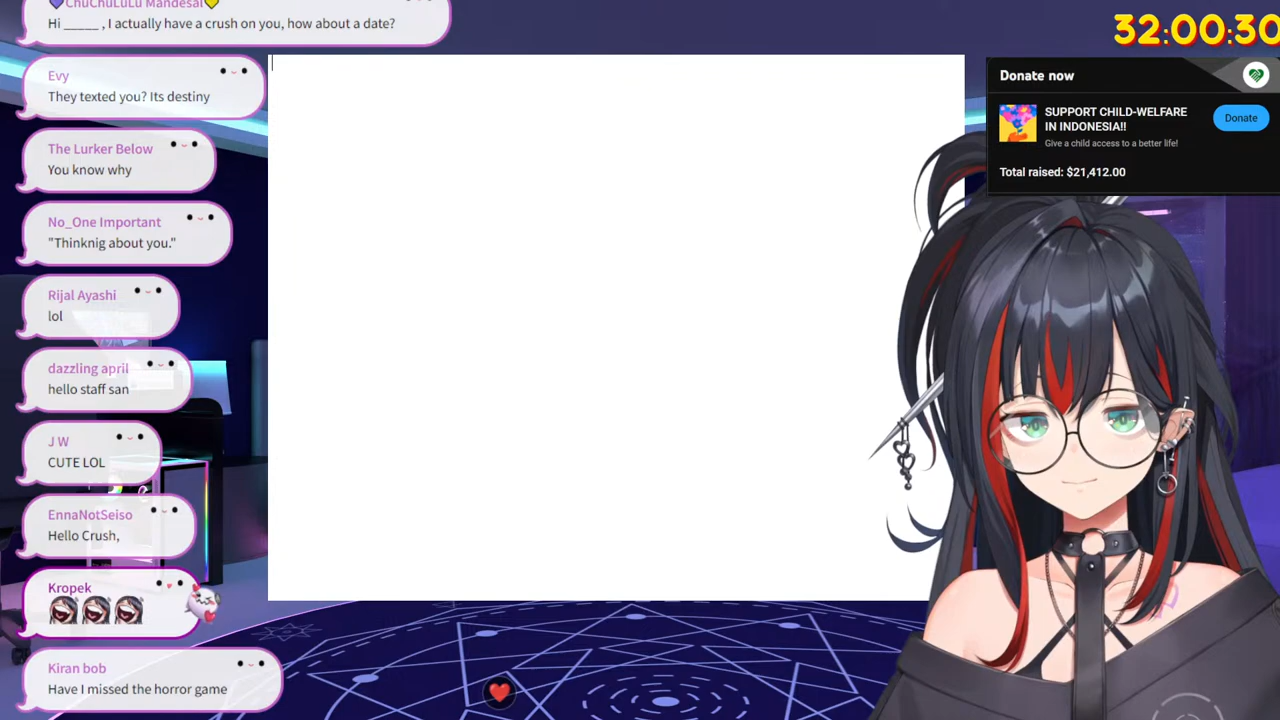 💜ChuChuLuLu Mandesal💛
Hi _____ , I actually have a crush on you, how about a date?
Evy
They texted you? Its destiny
The Lurker Below
You know why
No_One Important
"Thinknig about you."
Rijal Ayashi
lol
dazzling april
hello staff san
J W
CUTE LOL
EnnaNotSeiso
Hello Crush,
Kropek
Kiran bob
Have I missed the horror game
32:00:30
Donate now
SUPPORT CHILD-WELFARE
IN INDONESIA!!
Give a child access to a better life!
Donate
Total raised: $21,412.00